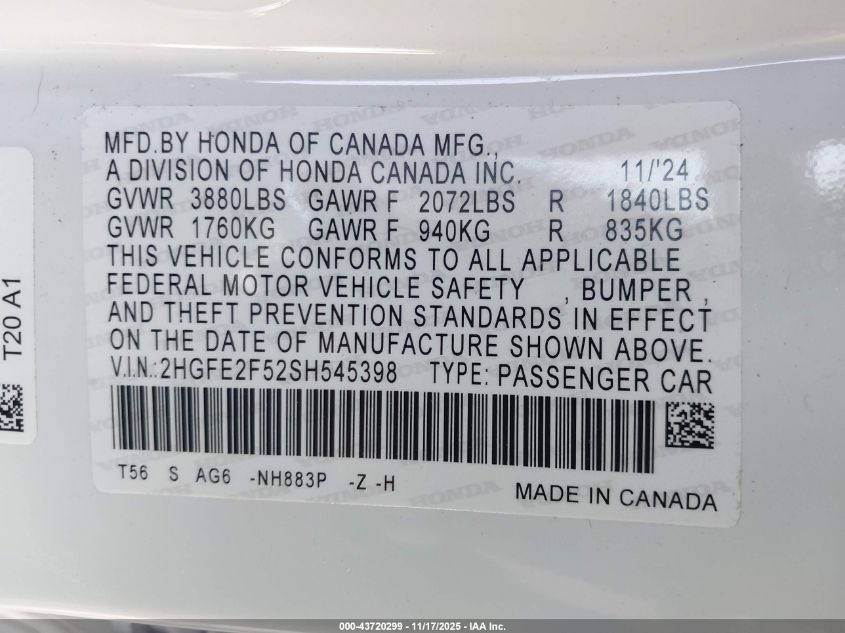 MFD.BY HONDA OF CANADA MFG.,
A DIVISION OF HONDA CANADA INC. 11/'24
GVWR 3880LBS GAWR F 2072LBS R 1840LBS
GVWR 1760KG GAWR F 940KG R 835KG
THIS VEHICLE CONFORMS TO ALL APPLICABLE
FEDERAL MOTOR VEHICLE SAFETY , BUMPER ,
AND THEFT PREVENTION STANDARDS IN EFFECT
ON THE DATE OF MANUFACTURE SHOWN ABOVE.
V.I.N.:2HGFE2F52SH545398 TYPE: PASSENGER CAR
T56 S AG6 -NH883P -Z -H
MADE IN CANADA
T20 A1
000-43720299 - 11/17/2025 - IAA Inc.